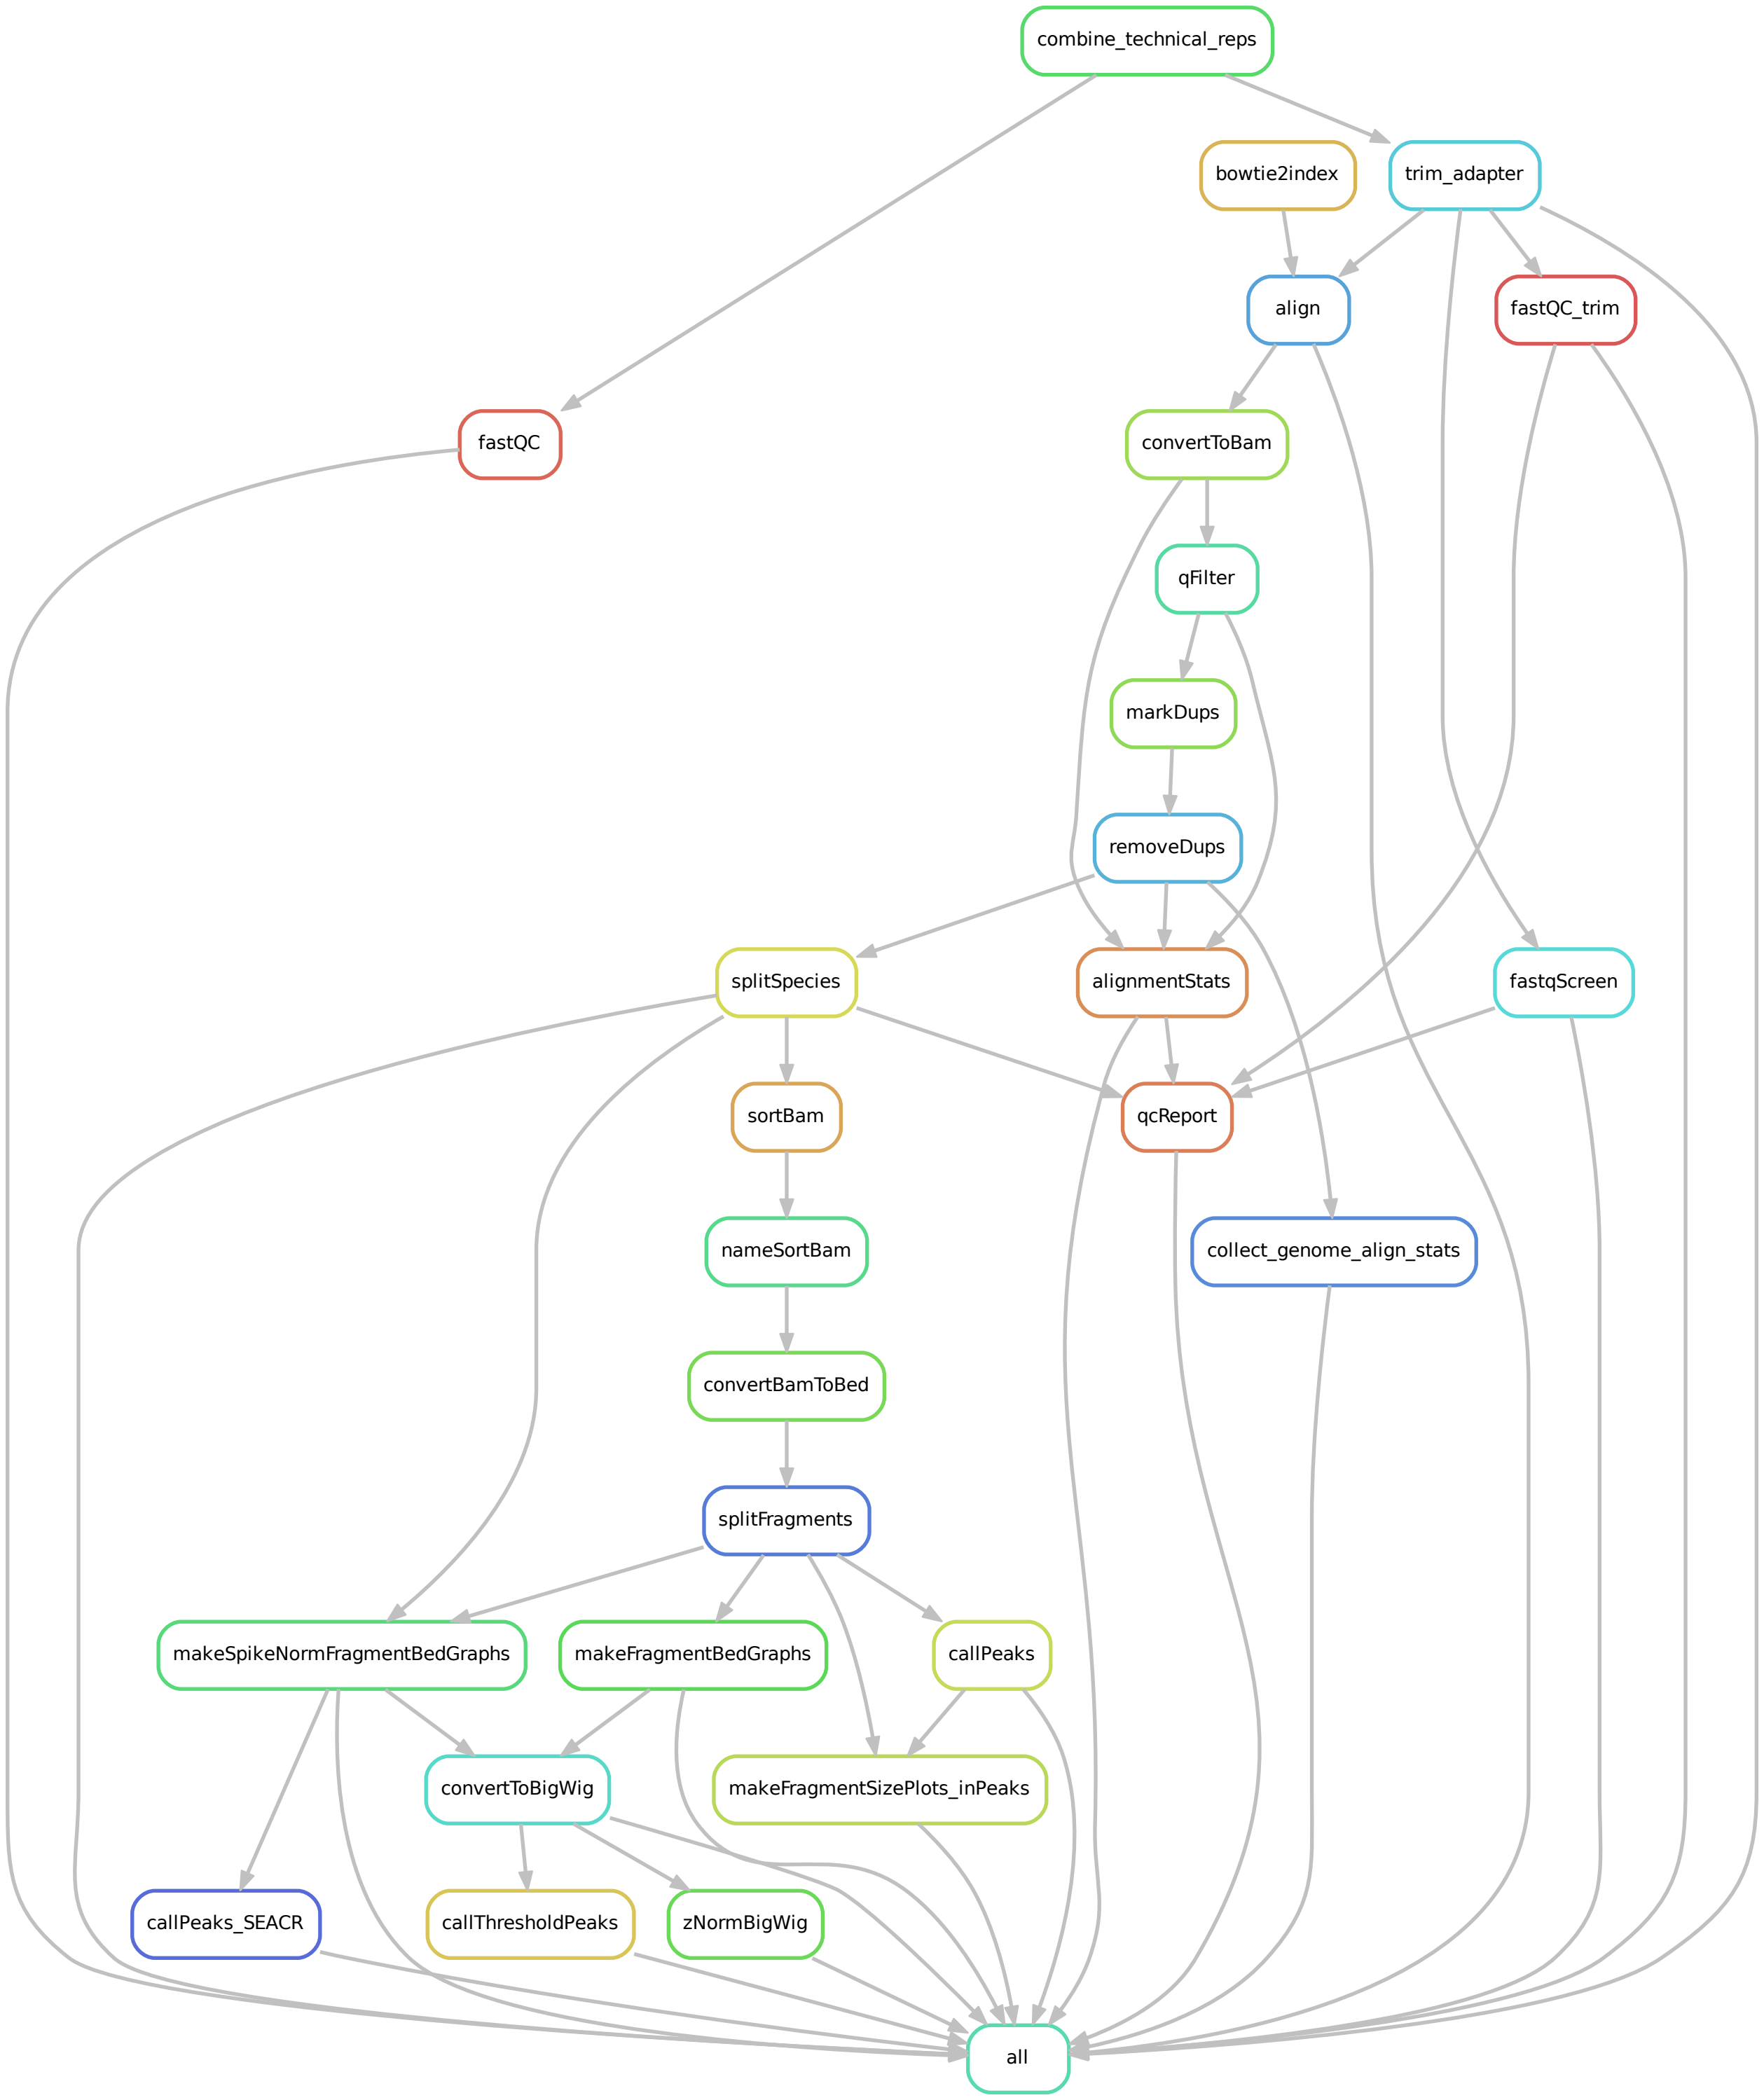 combine_technical_reps
bowtie2index
trim_adapter
align
fastQC_trim
fastQC
convertToBam
qFilter
markDups
removeDups
splitSpecies
alignmentStats
fastqScreen
sortBam
qcReport
nameSortBam
collect_genome_align_stats
convertBamToBed
splitFragments
makeSpikeNormFragmentBedGraphs
makeFragmentBedGraphs
callPeaks
convertToBigWig
makeFragmentSizePlots_inPeaks
callPeaks_SEACR
callThresholdPeaks
zNormBigWig
all